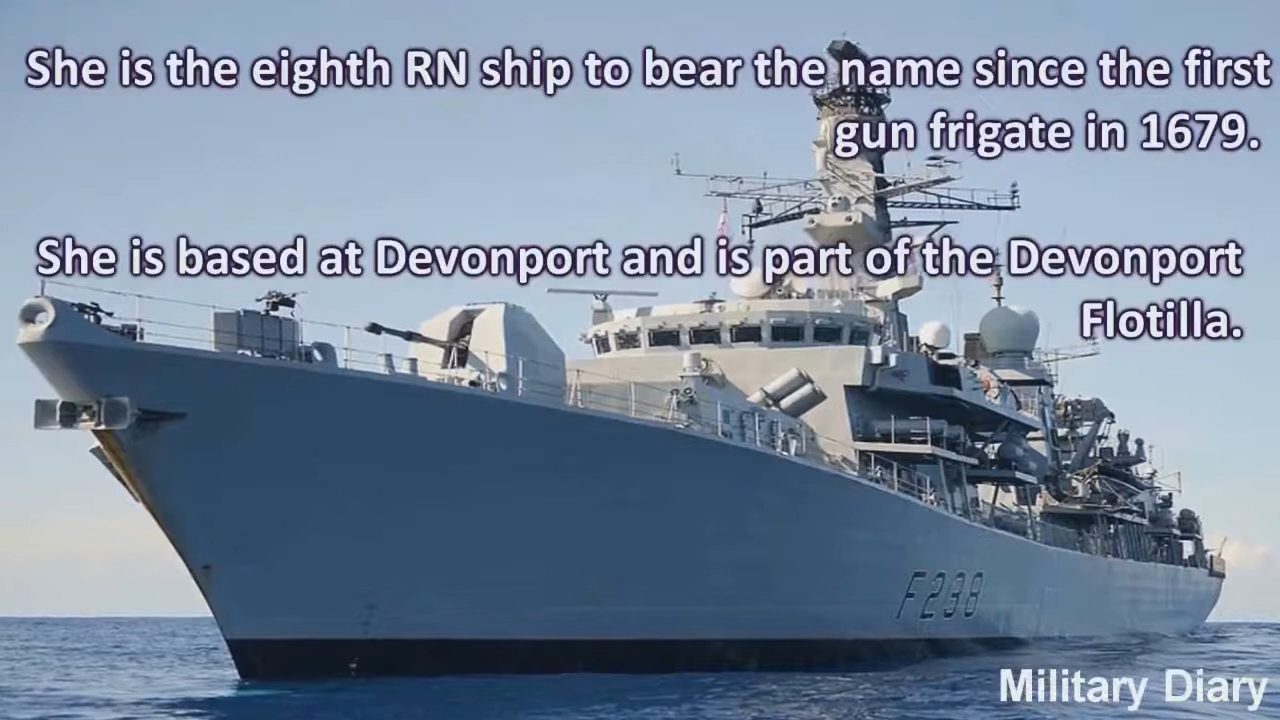 She is the eighth RN ship to bear the name since the first
gun frigate in 1679.
She is based at Devonport and is part of the Devonport
Flotilla.
F238
Military Diary